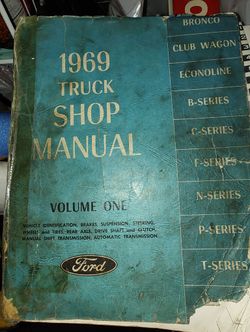 1969
TRUCK
SHOP
MANUAL
VOLUME ONE
VEHICLE IDENTIFICATION, BRAKES, SUSPENSION, STEERING,
WHEELS AND TIRES, REAR AXLE, DRIVE SHAFT AND CLUTCH,
MANUAL SHIFT TRANSMISSION, AUTOMATIC TRANSMISSION
Ford
BRONCO
CLUB WAGON
ECONOLINE
B-SERIES
C-SERIES
F-SERIES
N-SERIES
P-SERIES
T-SERIES